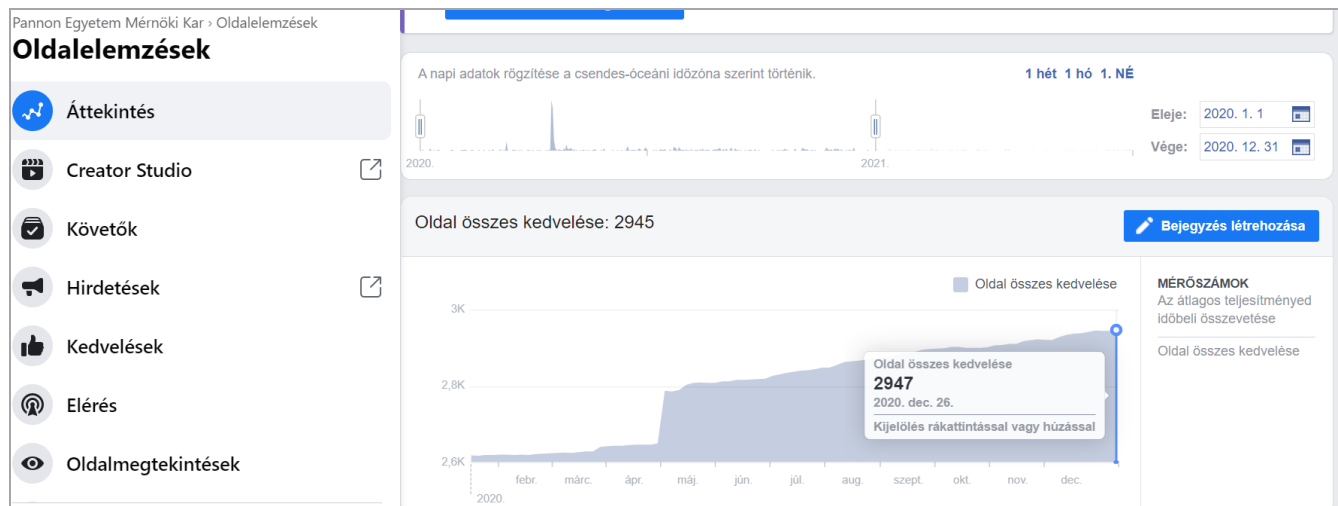 Pannon Egyetem Mérnöki Kar › Oldalelemzések
Oldalelemzések
Áttekintés
Creator Studio
Követők
Hirdetések
Kedvelések
Elérés
Oldalmegtekintések
A napi adatok rögzítése a csendes-óceáni időzóna szerint történik.
1 hét 1 hó 1. NÉ
Eleje: 2020. 1. 1
Vége: 2020. 12. 31
2020.
2021.
Oldal összes kedvelése: 2945
Bejegyzés létrehozása
Oldal összes kedvelése
3K
2,8K
2,6K
Oldal összes kedvelése
2947
2020. dec. 26.
Kijelölés rákattintással vagy húzással
febr. márc. ápr. máj. jún. júl. aug. szept. okt. nov. dec.
2020.
MÉRŐSZÁMOK
Az átlagos teljesítményed
időbeli összevetése
Oldal összes kedvelése